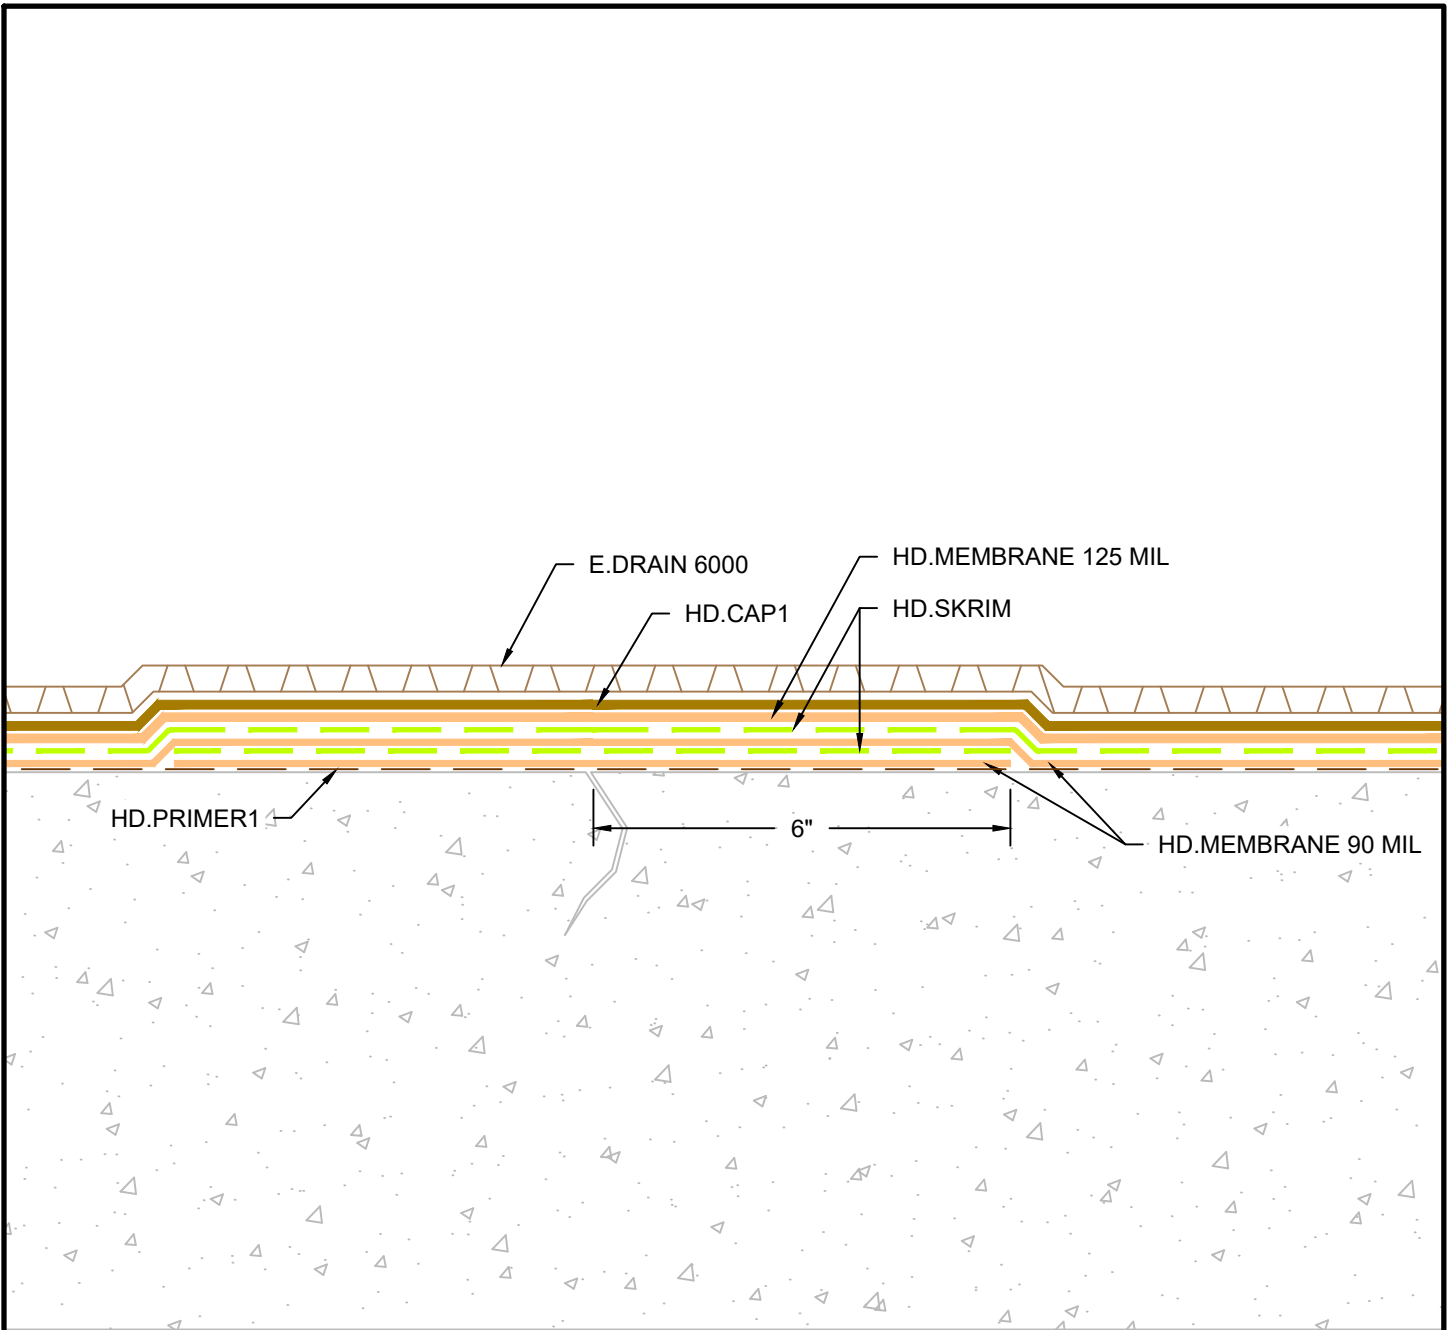 HD.MEMBRANE 125 MIL
E.DRAIN 6000
HD.SKRIM
HD.CAP1
HD.PRIMER1
6"
HD.MEMBRANE 90 MIL